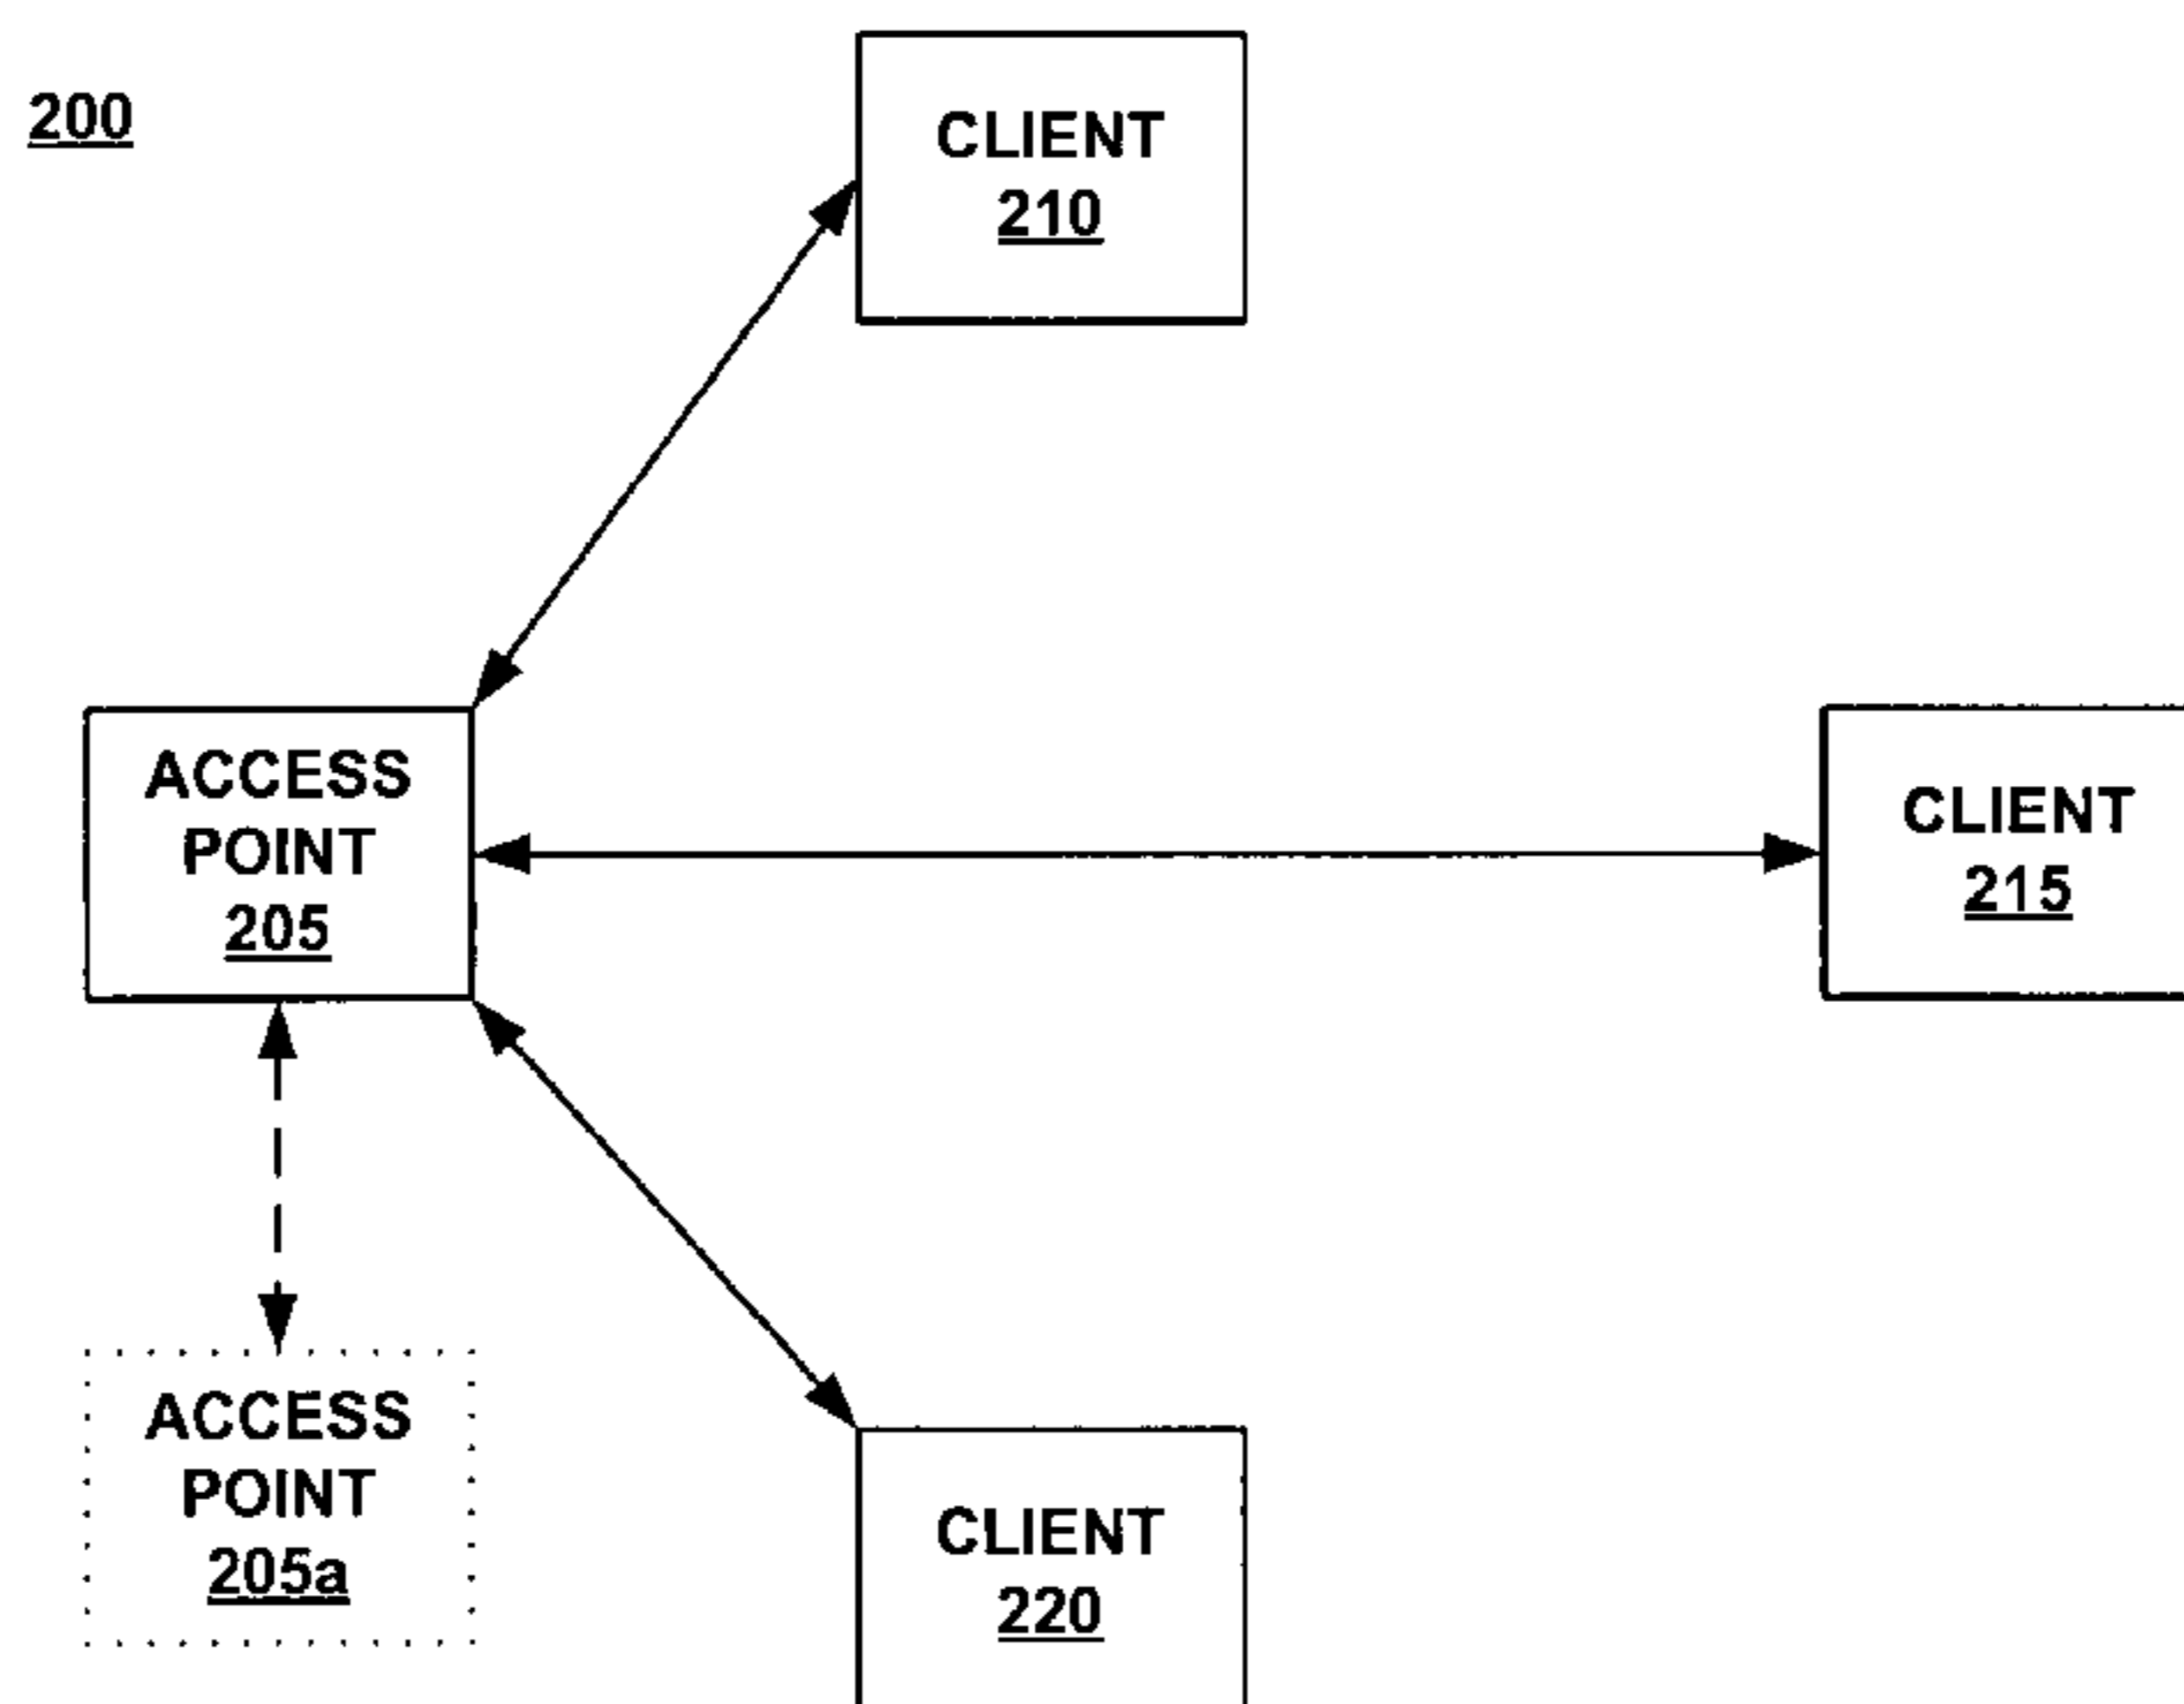 200
CLIENT
210
ACCESS
POINT
205
CLIENT
215
ACCESS
POINT
205a
CLIENT
220